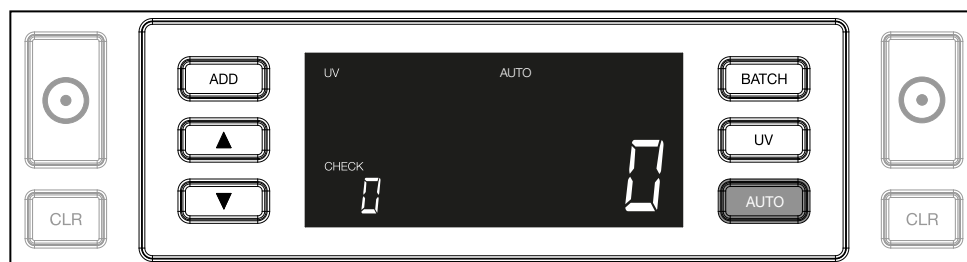 ADD
UV AUTO
BATCH
UV
CHECK
0 0
CLR
AUTO
CLR